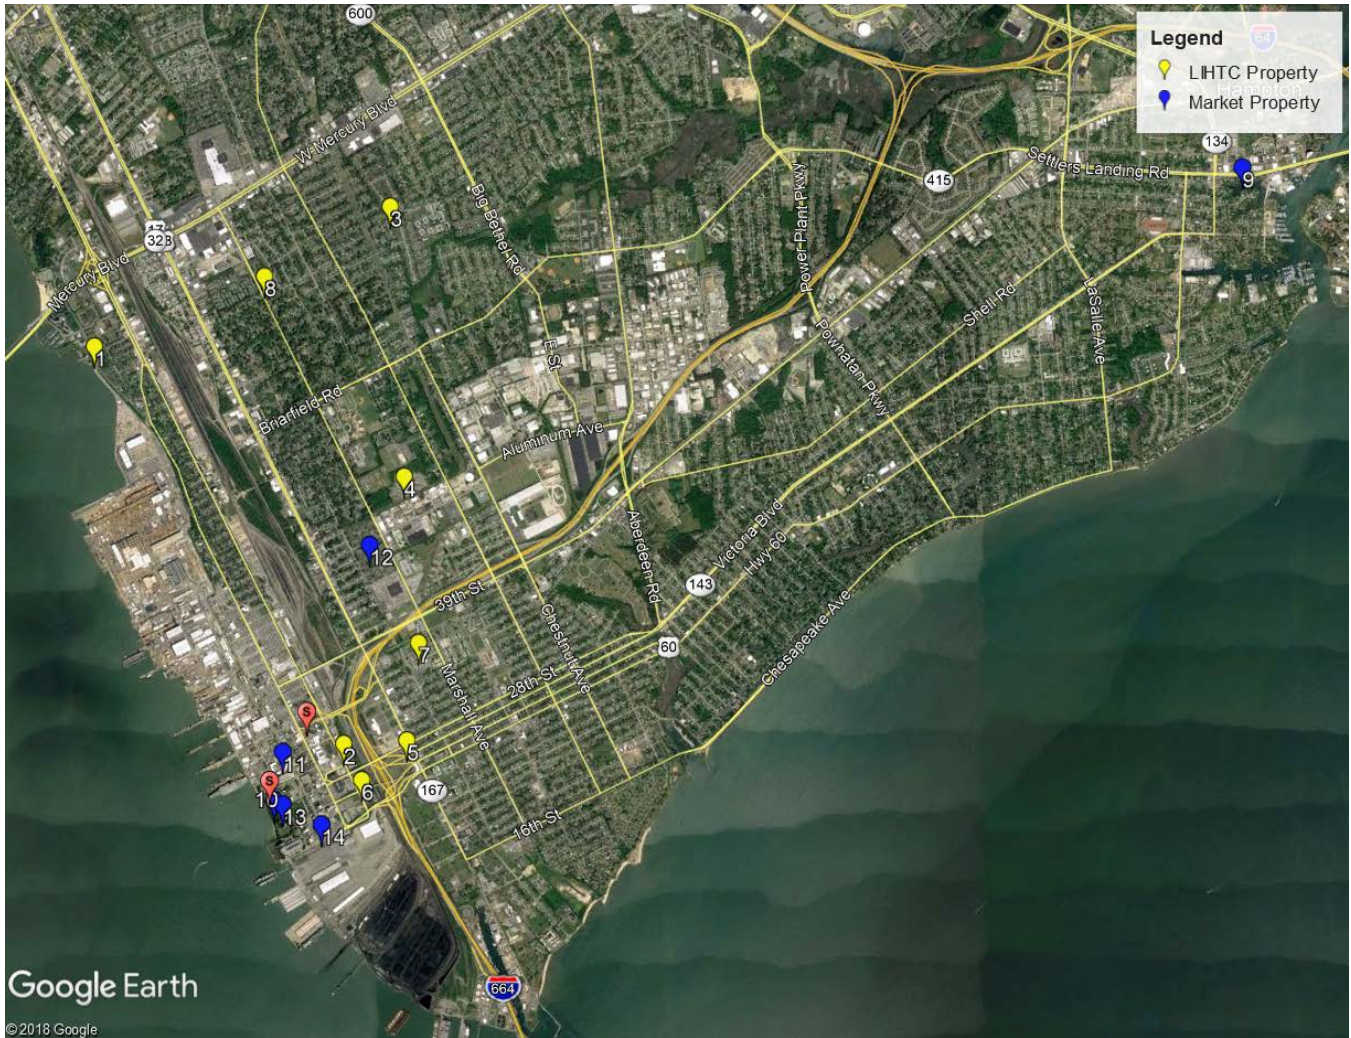 600
Legend
64
LIHTC Property
Hampton
Market Property
W Mercury Blvd
134
Settlers Landing Rd
415
9
Big Bethel Rd
Power Plant Pkwy
3
17
Mercury Blvd
8
1
E St
Powhatan Pkwy
Shell Rd
LaSalle Ave
Briarfield Rd
Aluminum Ave
4
12
Aberdeen Rd
Victoria Blvd
Hwy 60
143
39th St
Chestnut Ave
Chesapeake Ave
7
60
Marshall Ave
28th St
S
2
5
11
S
10
6
167
13
14
16th St
Google Earth
664
© 2018 Google